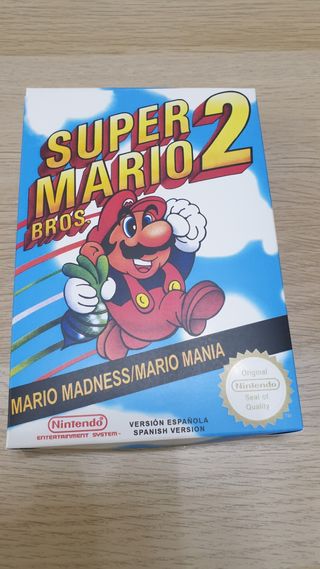 SUPER
MARIO 2
BROS.
MARIO MADNESS/MARIO MANIA
Original
Nintendo
Seal of
Quality
Nintendo
ENTERTAINMENT SYSTEM™
VERSIÓN ESPAÑOLA
SPANISH VERSION